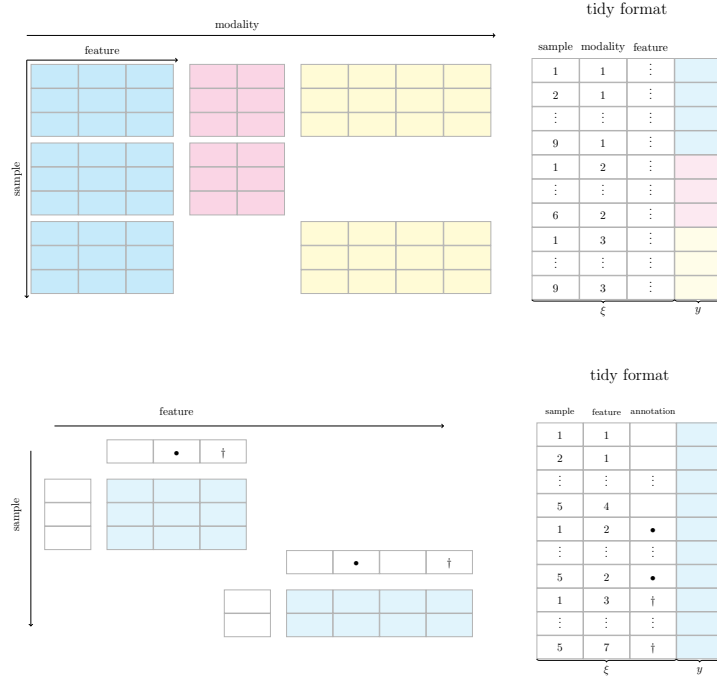 modality
feature
sample
tidy format
sample modality feature
1 1 ⋮
2 1 ⋮
⋮ ⋮ ⋮
9 1 ⋮
1 2 ⋮
⋮ ⋮ ⋮
6 2 ⋮
1 3 ⋮
⋮ ⋮ ⋮
9 3 ⋮
ξ y
feature
sample
• †
• †
tidy format
sample feature annotation
1 1
2 1
⋮ ⋮ ⋮
5 4
1 2 •
⋮ ⋮ ⋮
5 2 •
1 3 †
⋮ ⋮ ⋮
5 7 †
ξ y